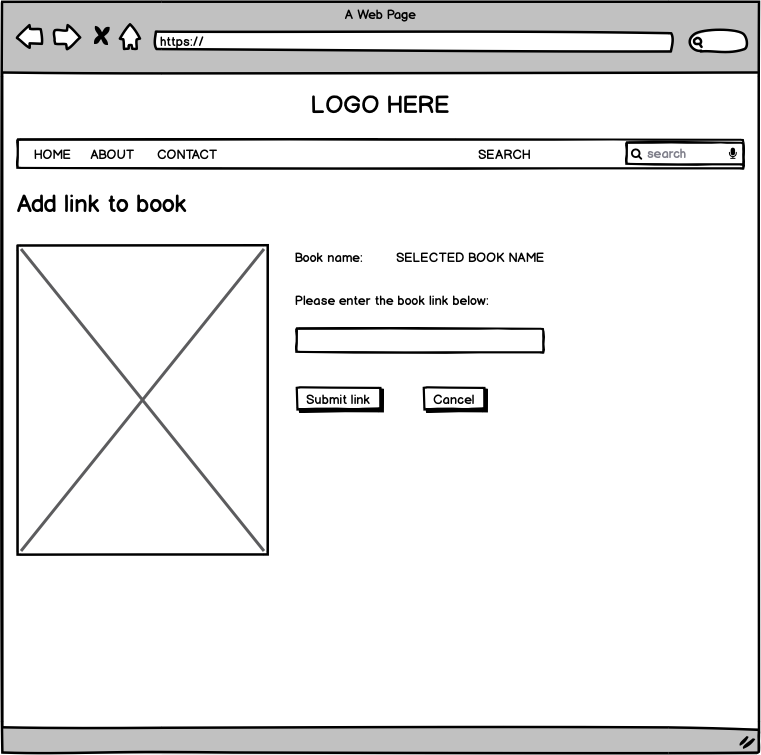 A Web Page
https://
LOGO HERE
HOME ABOUT CONTACT SEARCH search
Add link to book
Book name: SELECTED BOOK NAME
Please enter the book link below:
Submit link Cancel